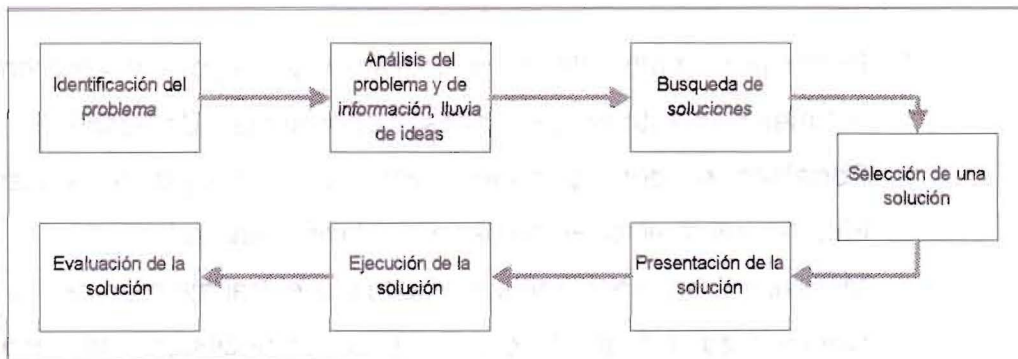 Identificación del
problema
Análisis del
problema y de
información, lluvia
de ideas
Busqueda de
soluciones
Selección de una
solución
Presentación de la
solución
Ejecución de la
solución
Evaluación de la
solución